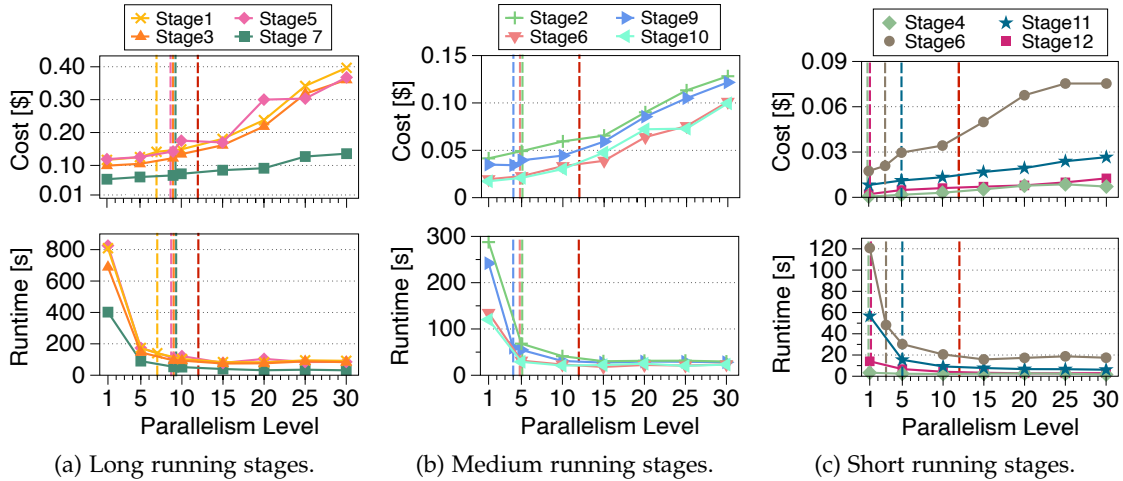 Stage1 Stage5
Stage3 Stage 7
Cost [$]
0.40
0.30
0.20
0.10
0.01
Runtime [s]
800
600
400
200
0
1 5 10 15 20 25 30
Parallelism Level
(a) Long running stages.
Stage2 Stage9
Stage6 Stage10
Cost [$]
0.15
0.10
0.05
0
Runtime [s]
300
200
100
0
1 5 10 15 20 25 30
Parallelism Level
(b) Medium running stages.
Stage4 Stage11
Stage6 Stage12
Cost [$]
0.09
0.06
0.03
0
Runtime [s]
120
100
80
60
40
20
0
1 5 10 15 20 25 30
Parallelism Level
(c) Short running stages.